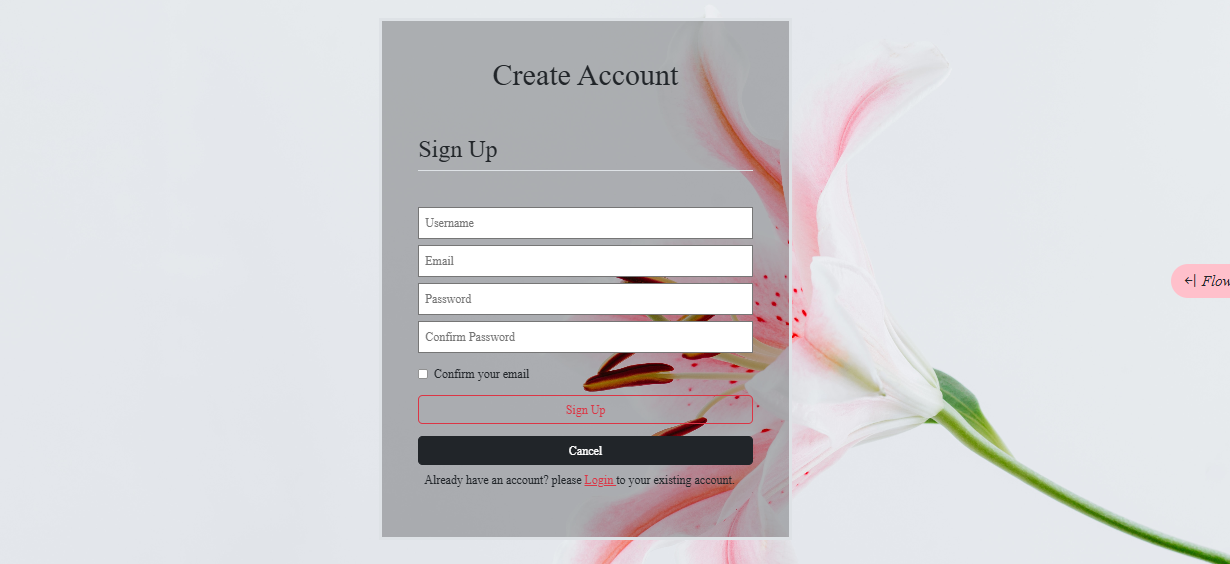 Create Account
Sign Up
Username
Email
Password
Confirm Password
Confirm your email
Sign Up
Cancel
Already have an account? please Login to your existing account.
←| Flow